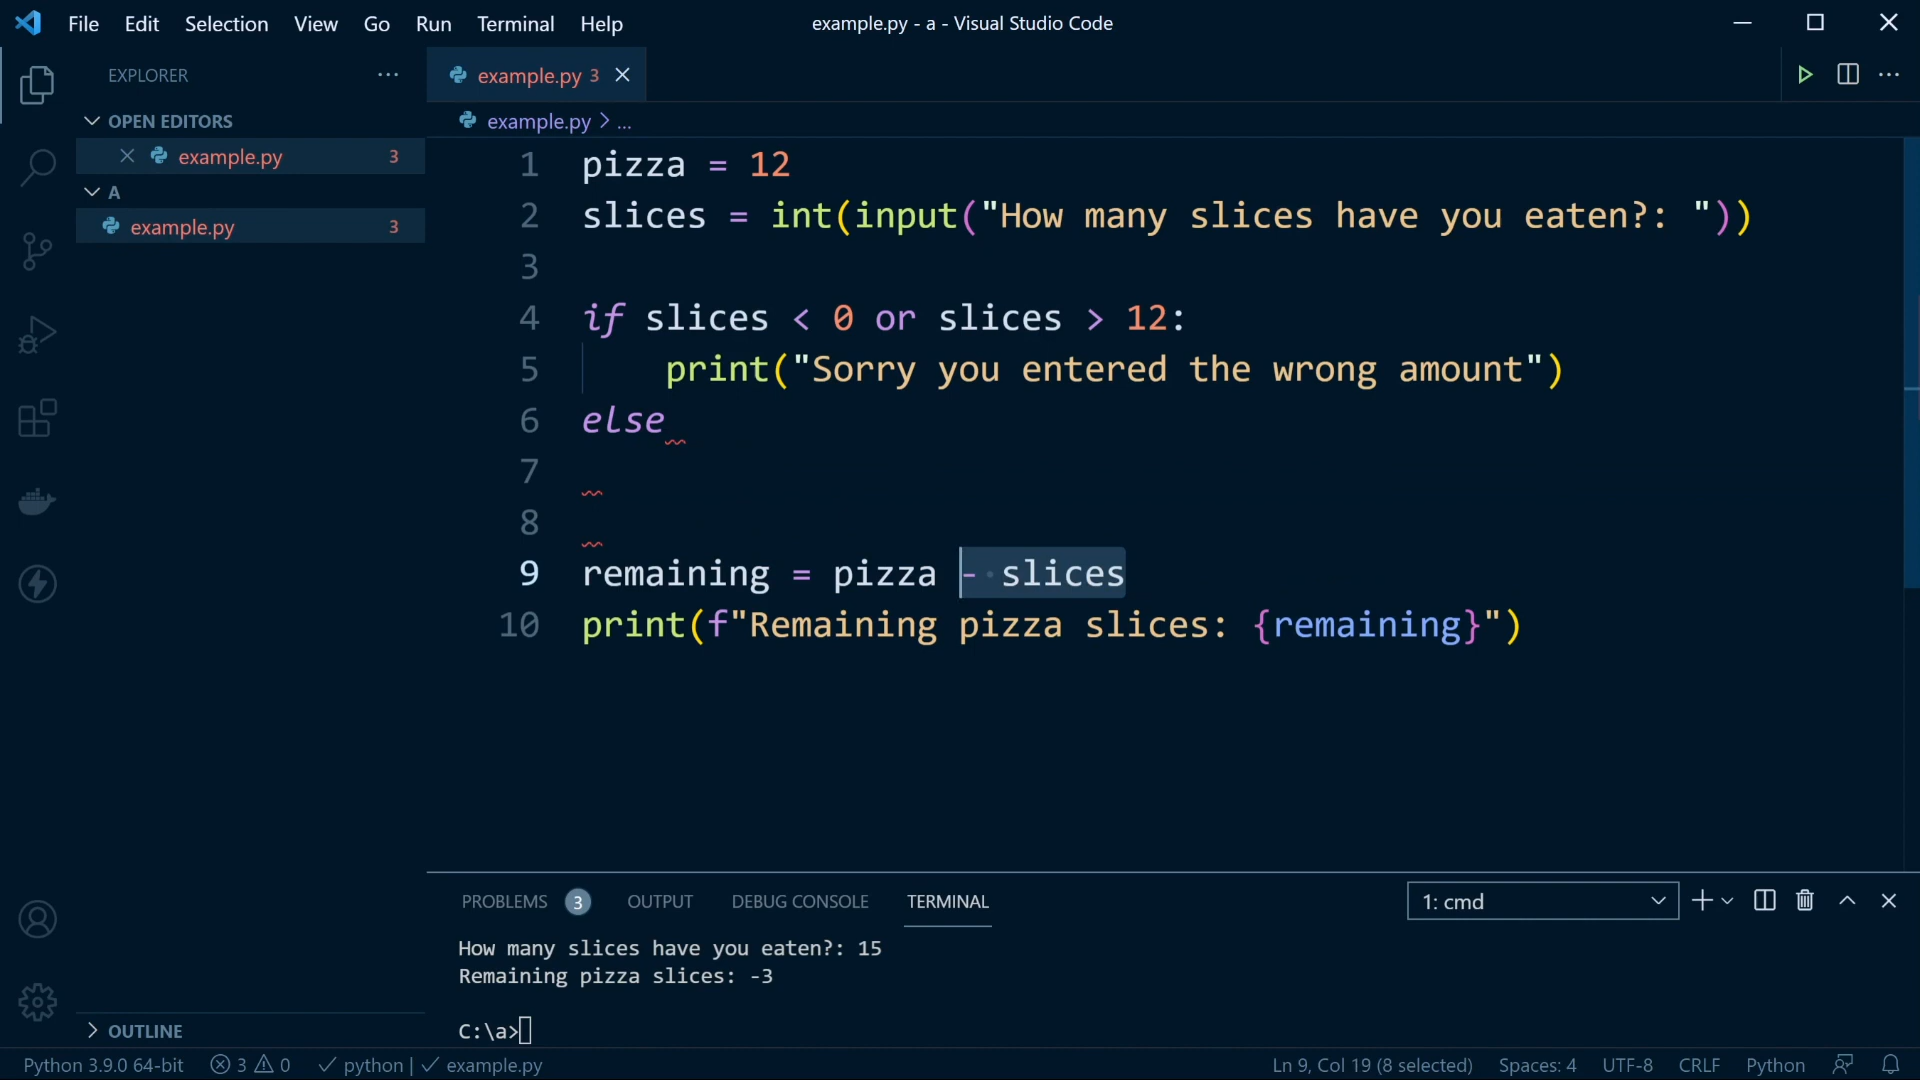 File Edit Selection View Go Run Terminal Help example.py - a - Visual Studio Code
EXPLORER
OPEN EDITORS
example.py 3
A
example.py 3
OUTLINE
example.py 3
example.py > ...
1 pizza = 12
2 slices = int(input("How many slices have you eaten?: "))
3
4 if slices < 0 or slices > 12:
5 print("Sorry you entered the wrong amount")
6 else
7
8
9 remaining = pizza - slices
10 print(f"Remaining pizza slices: {remaining}")
PROBLEMS 3 OUTPUT DEBUG CONSOLE TERMINAL 1: cmd
How many slices have you eaten?: 15
Remaining pizza slices: -3
C:\a>
Python 3.9.0 64-bit 3 0 python | example.py Ln 9, Col 19 (8 selected) Spaces: 4 UTF-8 CRLF Python